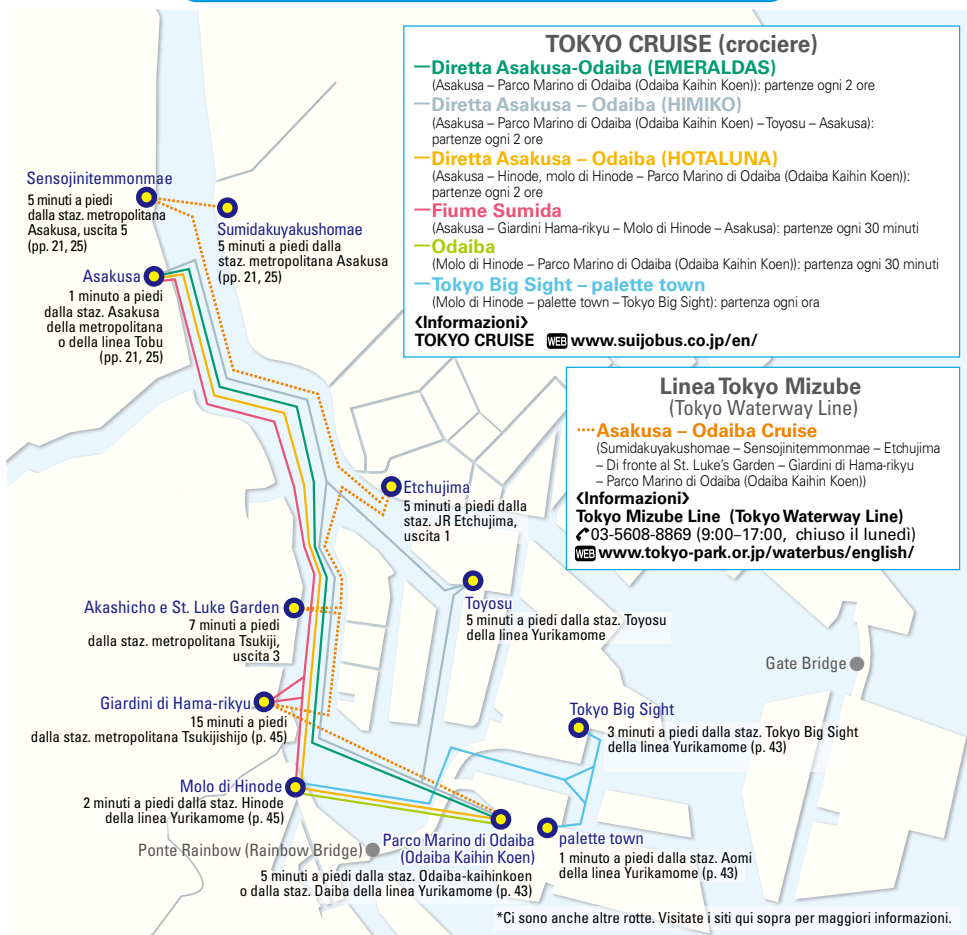 TOKYO CRUISE (crociere)
Diretta Asakusa-Odaiba (EMERALDAS)
(Asakusa – Parco Marino di Odaiba (Odaiba Kaihin Koen)): partenze ogni 2 ore
Diretta Asakusa – Odaiba (HIMIKO)
(Asakusa – Parco Marino di Odaiba (Odaiba Kaihin Koen) – Toyosu – Asakusa):
partenze ogni 2 ore
Diretta Asakusa – Odaiba (HOTALUNA)
(Asakusa – Hinode, molo di Hinode – Parco Marino di Odaiba (Odaiba Kaihin Koen)):
partenze ogni 2 ore
Fiume Sumida
(Asakusa – Giardini Hama-rikyu – Molo di Hinode – Asakusa): partenze ogni 30 minuti
Odaiba
(Molo di Hinode – Parco Marino di Odaiba (Odaiba Kaihin Koen)): partenza ogni 30 minuti
Tokyo Big Sight – palette town
(Molo di Hinode – palette town – Tokyo Big Sight): partenza ogni ora
《Informazioni》
TOKYO CRUISE WEB www.suijobus.co.jp/en/
Linea Tokyo Mizube
(Tokyo Waterway Line)
Asakusa – Odaiba Cruise
(Sumidakuyakushomae – Sensojinitemmonmae – Etchujima
– Di fronte al St. Luke's Garden – Giardini di Hama-rikyu
– Parco Marino di Odaiba (Odaiba Kaihin Koen))
《Informazioni》
Tokyo Mizube Line (Tokyo Waterway Line)
03-5608-8869 (9:00–17:00, chiuso il lunedì)
WEB www.tokyo-park.or.jp/waterbus/english/
Sensojinitemmonmae
5 minuti a piedi
dalla staz. metropolitana
Asakusa, uscita 5
(pp. 21, 25)
Sumidakuyakushomae
5 minuti a piedi dalla
staz. metropolitana Asakusa
(pp. 21, 25)
Asakusa
1 minuto a piedi
dalla staz. Asakusa
della metropolitana
o della linea Tobu
(pp. 21, 25)
Etchujima
5 minuti a piedi dalla
staz. JR Etchujima,
uscita 1
Akashicho e St. Luke Garden
7 minuti a piedi
dalla staz. metropolitana Tsukiji,
uscita 3
Toyosu
5 minuti a piedi dalla staz. Toyosu
della linea Yurikamome
Gate Bridge
Giardini di Hama-rikyu
15 minuti a piedi
dalla staz. metropolitana Tsukijishijo (p. 45)
Tokyo Big Sight
3 minuti a piedi dalla staz. Tokyo Big Sight
della linea Yurikamome (p. 43)
Molo di Hinode
2 minuti a piedi dalla staz. Hinode
della linea Yurikamome (p. 45)
Ponte Rainbow (Rainbow Bridge)
Parco Marino di Odaiba
(Odaiba Kaihin Koen)
5 minuti a piedi dalla staz. Odaiba-kaihinkoen
o dalla staz. Daiba della linea Yurikamome (p. 43)
palette town
1 minuto a piedi dalla staz. Aomi
della linea Yurikamome (p. 43)
*Ci sono anche altre rotte. Visitate i siti qui sopra per maggiori informazioni.